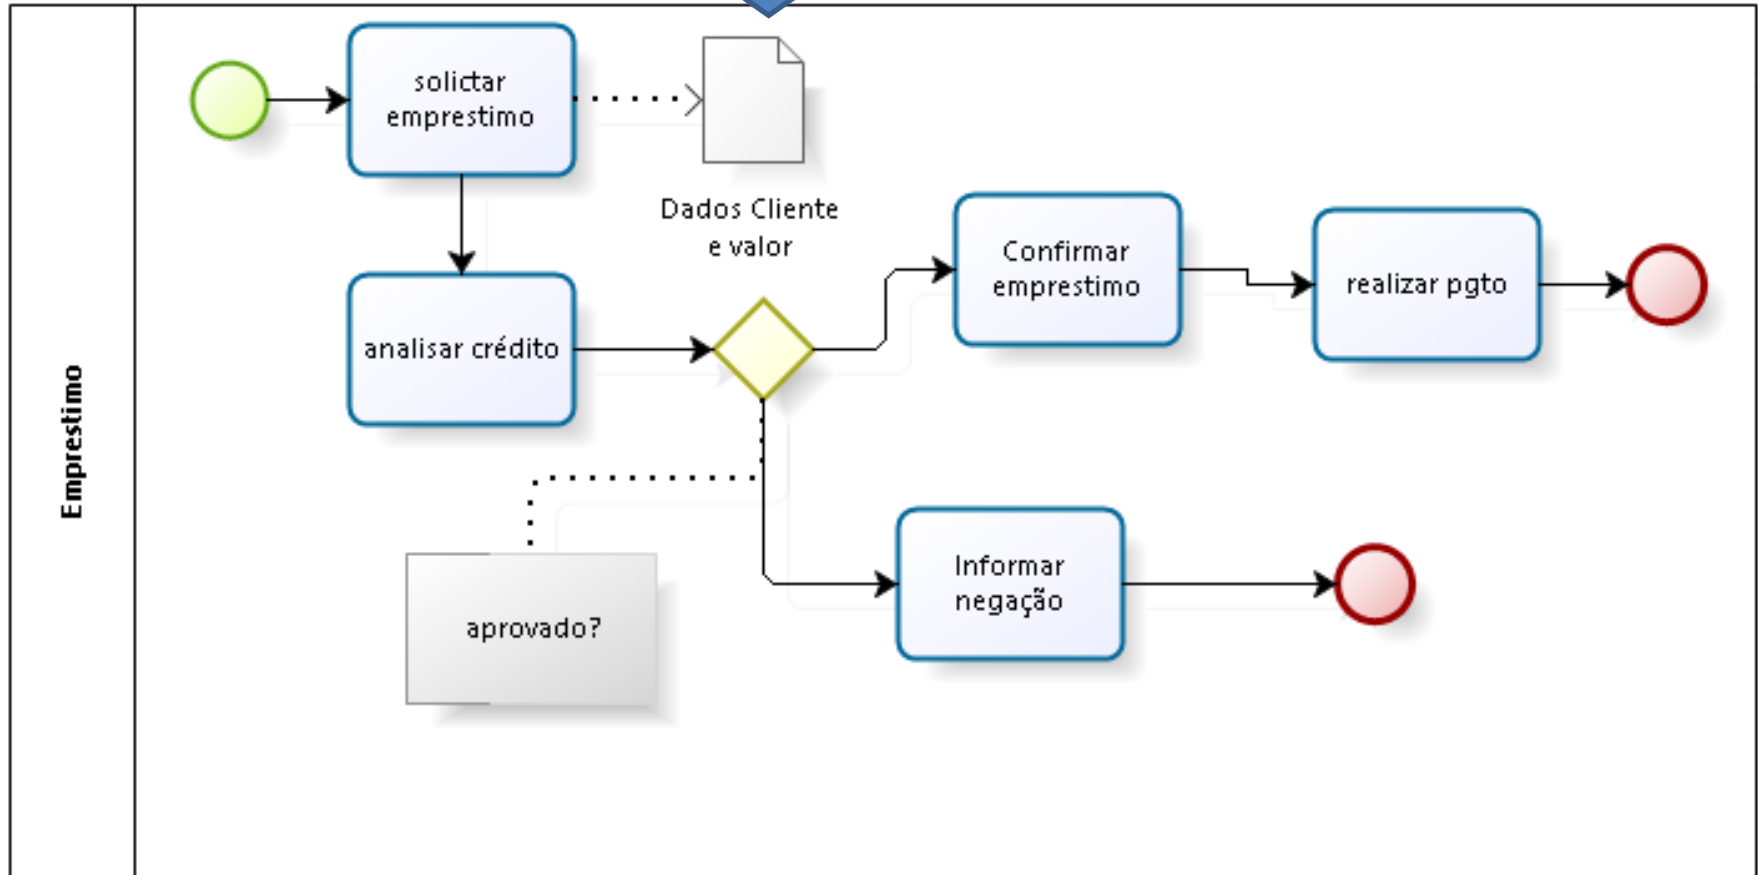 Emprestimo
solictar
emprestimo
Dados Cliente
e valor
analisar crédito
Confirmar
emprestimo
realizar pgto
Informar
negação
aprovado?